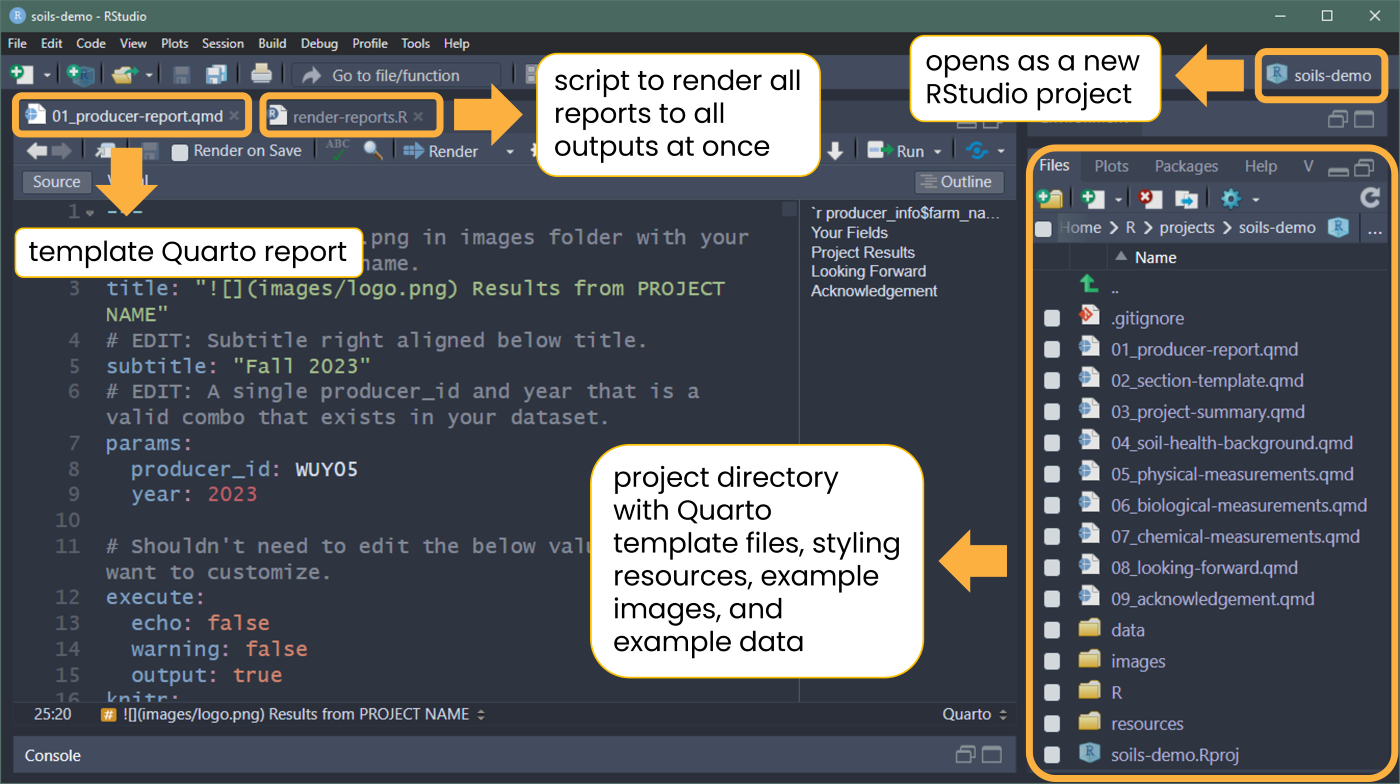 soils-demo - RStudio
File Edit Code View Plots Session Build Debug Profile Tools Help
Go to file/function
soils-demo
opens as a new
RStudio project
script to render all
reports to all
outputs at once
01_producer-report.qmd
render-reports.R
Render on Save
ABC
Render
Run
Source
Outline
template Quarto report
1 ---
.png in images folder with your
name.
3 title: "![](images/logo.png) Results from PROJECT
NAME"
4 # EDIT: Subtitle right aligned below title.
5 subtitle: "Fall 2023"
6 # EDIT: A single producer_id and year that is a
valid combo that exists in your dataset.
7 params:
8 producer_id: WUY05
9 year: 2023
10
11 # Shouldn't need to edit the below
want to customize.
12 execute:
13 echo: false
14 warning: false
15 output: true
16 knitr:
`r producer_info$farm_na...
Your Fields
Project Results
Looking Forward
Acknowledgement
project directory
with Quarto
template files, styling
resources, example
images, and
example data
25:20 # ![](images/logo.png) Results from PROJECT NAME
Quarto
Console
Environment
Files Plots Packages Help V
Home R projects soils-demo ...
Name
..
.gitignore
01_producer-report.qmd
02_section-template.qmd
03_project-summary.qmd
04_soil-health-background.qmd
05_physical-measurements.qmd
06_biological-measurements.qmd
07_chemical-measurements.qmd
08_looking-forward.qmd
09_acknowledgement.qmd
data
images
R
resources
soils-demo.Rproj